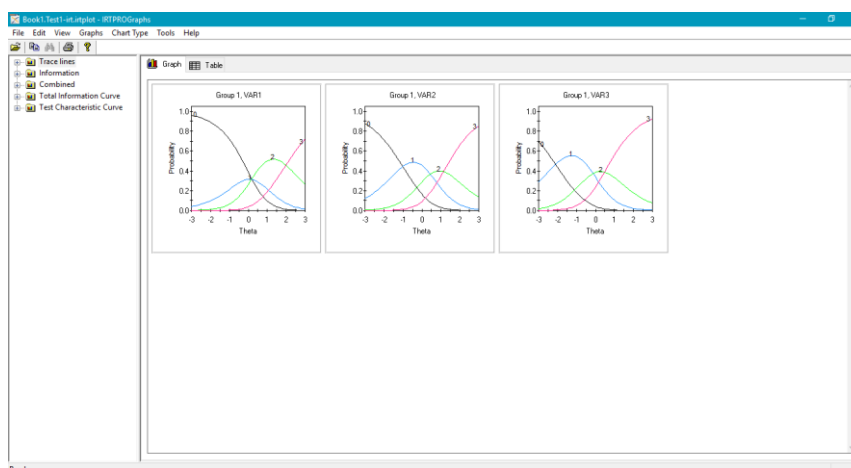 Book1.Test1-irt.irtplot - IRTPROGraphs
File Edit View Graphs Chart Type Tools Help
Trace lines
Information
Combined
Total Information Curve
Test Characteristic Curve
Graph Table
Group 1, VAR1
Probability
1.0
0.8
0.6
0.4
0.2
0.0
0
1
2
3
-3 -2 -1 0 1 2 3
Theta
Group 1, VAR2
Probability
1.0
0.8
0.6
0.4
0.2
0.0
0
1
2
3
-3 -2 -1 0 1 2 3
Theta
Group 1, VAR3
Probability
1.0
0.8
0.6
0.4
0.2
0.0
0
1
2
3
-3 -2 -1 0 1 2 3
Theta